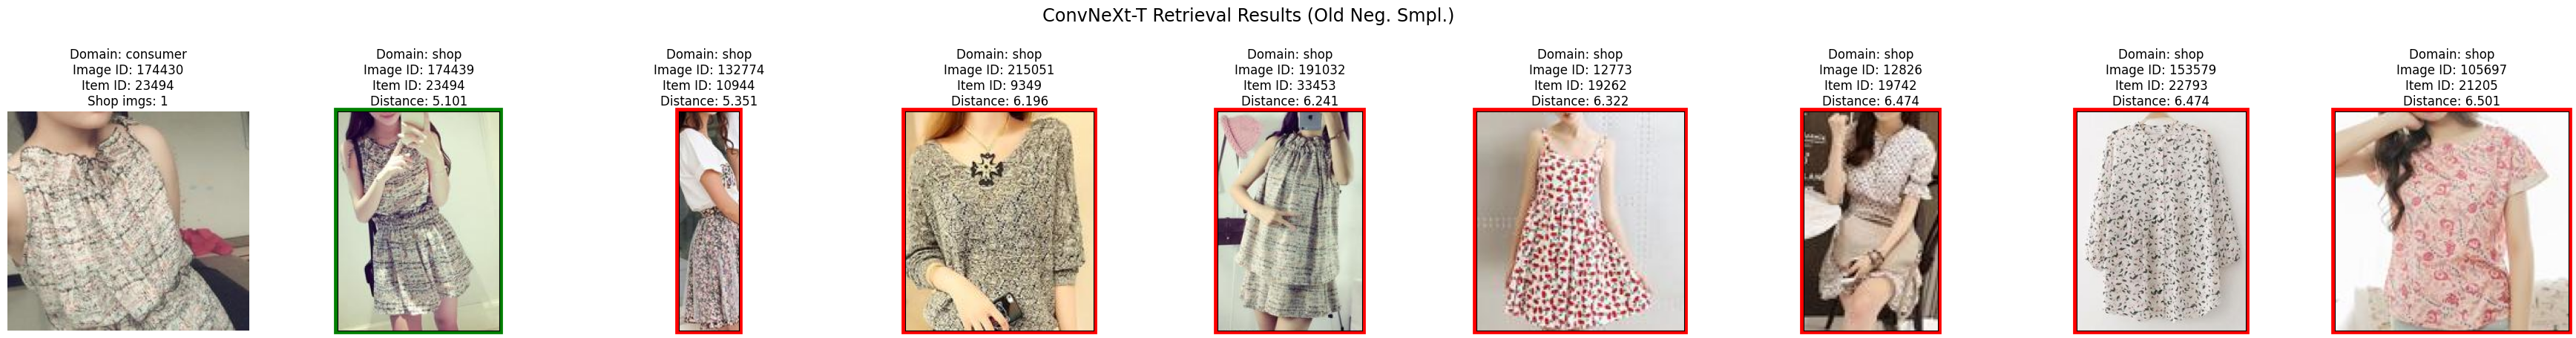 ConvNeXt-T Retrieval Results (Old Neg. Smpl.)
Domain: consumer
Image ID: 174430
Item ID: 23494
Shop imgs: 1
Domain: shop
Image ID: 174439
Item ID: 23494
Distance: 5.101
Domain: shop
Image ID: 132774
Item ID: 10944
Distance: 5.351
Domain: shop
Image ID: 215051
Item ID: 9349
Distance: 6.196
Domain: shop
Image ID: 191032
Item ID: 33453
Distance: 6.241
Domain: shop
Image ID: 12773
Item ID: 19262
Distance: 6.322
Domain: shop
Image ID: 12826
Item ID: 19742
Distance: 6.474
Domain: shop
Image ID: 153579
Item ID: 22793
Distance: 6.474
Domain: shop
Image ID: 105697
Item ID: 21205
Distance: 6.501